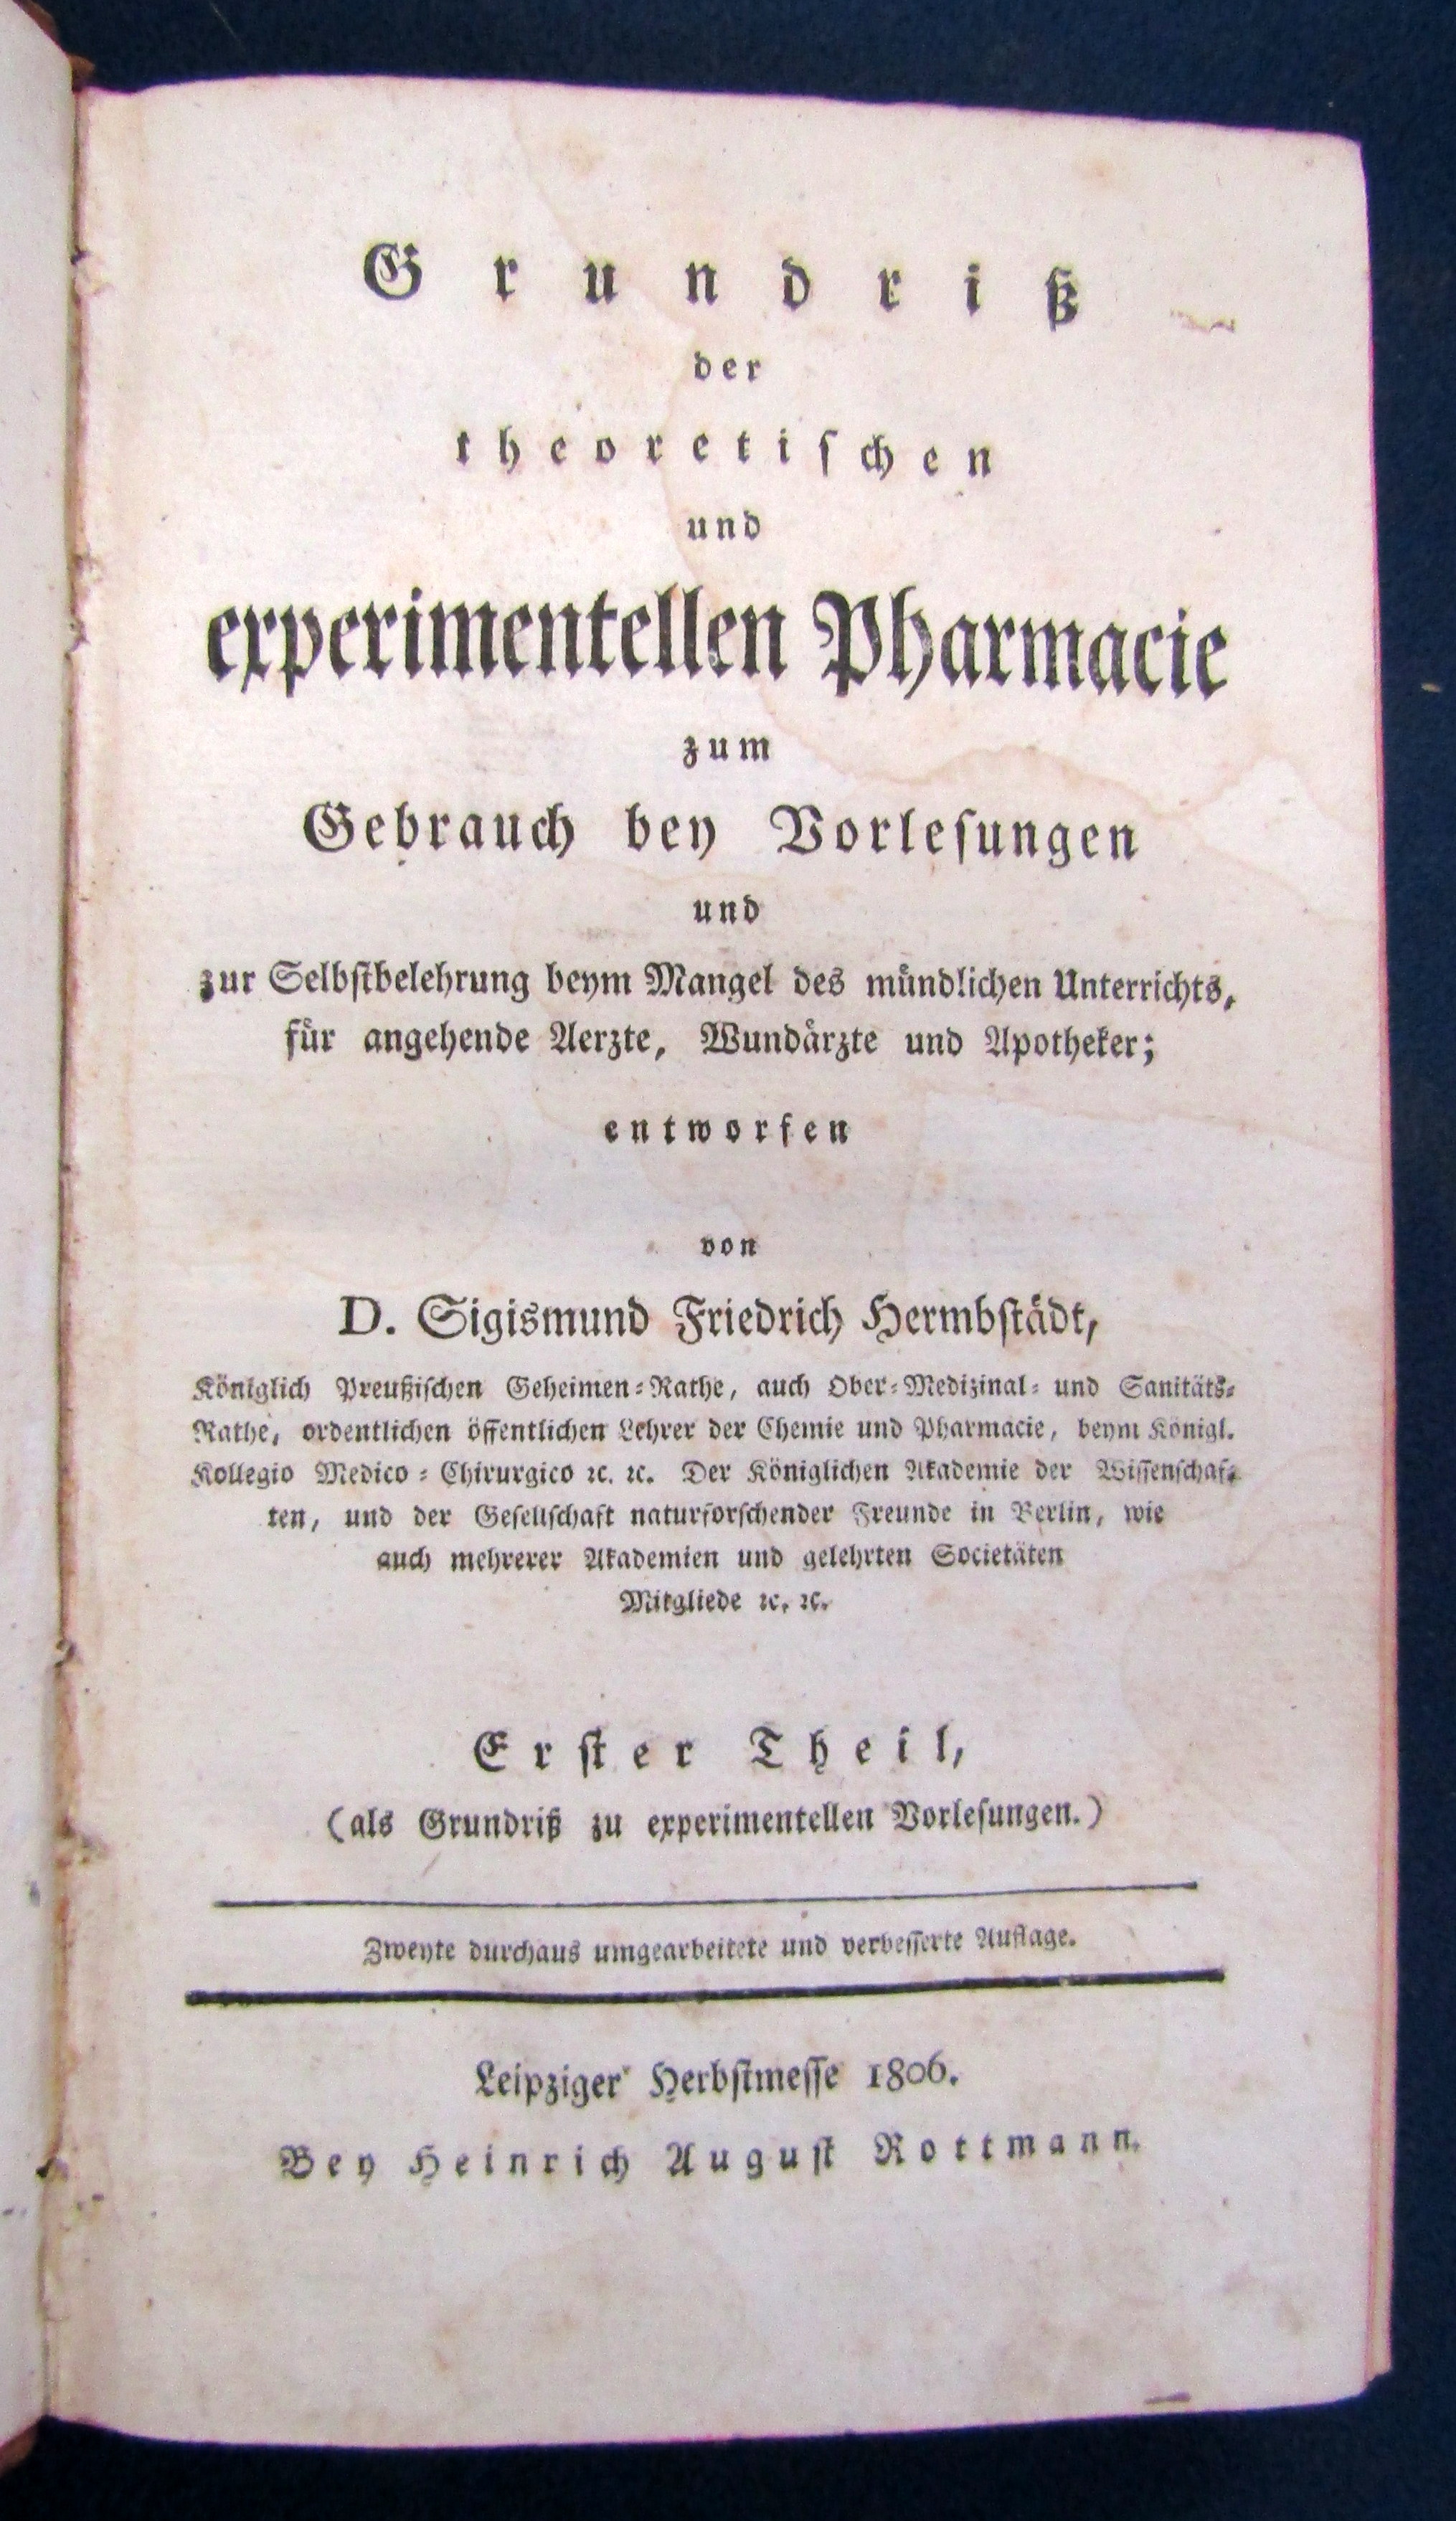 Grundriß
der
theoretischen
und
experimentellen Pharmacie
zum
Gebrauch bey Vorlesungen
und
zur Selbstbelehrung beym Mangel des mündlichen Unterrichts,
für angehende Aerzte, Wundärzte und Apotheker;
entworfen
von
D. Sigismund Friedrich Hermbstädt,
Königlich Preußischen Geheimen-Rathe, auch Ober-Medizinal- und Sanitäts-
Rathe, ordentlichen öffentlichen Lehrer der Chemie und Pharmacie, beym Königl.
Kollegio Medico-Chirurgico ꝛc. ꝛc. Der Königlichen Akademie der Wissenschaf-
ten, und der Gesellschaft naturforschender Freunde in Berlin, wie
auch mehrerer Akademien und gelehrten Societäten
Mitgliede ꝛc. ꝛc.
Erster Theil,
(als Grundriß zu experimentellen Vorlesungen.)
Zweyte durchaus umgearbeitete und verbesserte Auflage.
Leipziger Herbstmesse 1806.
Bey Heinrich August Rottmann.